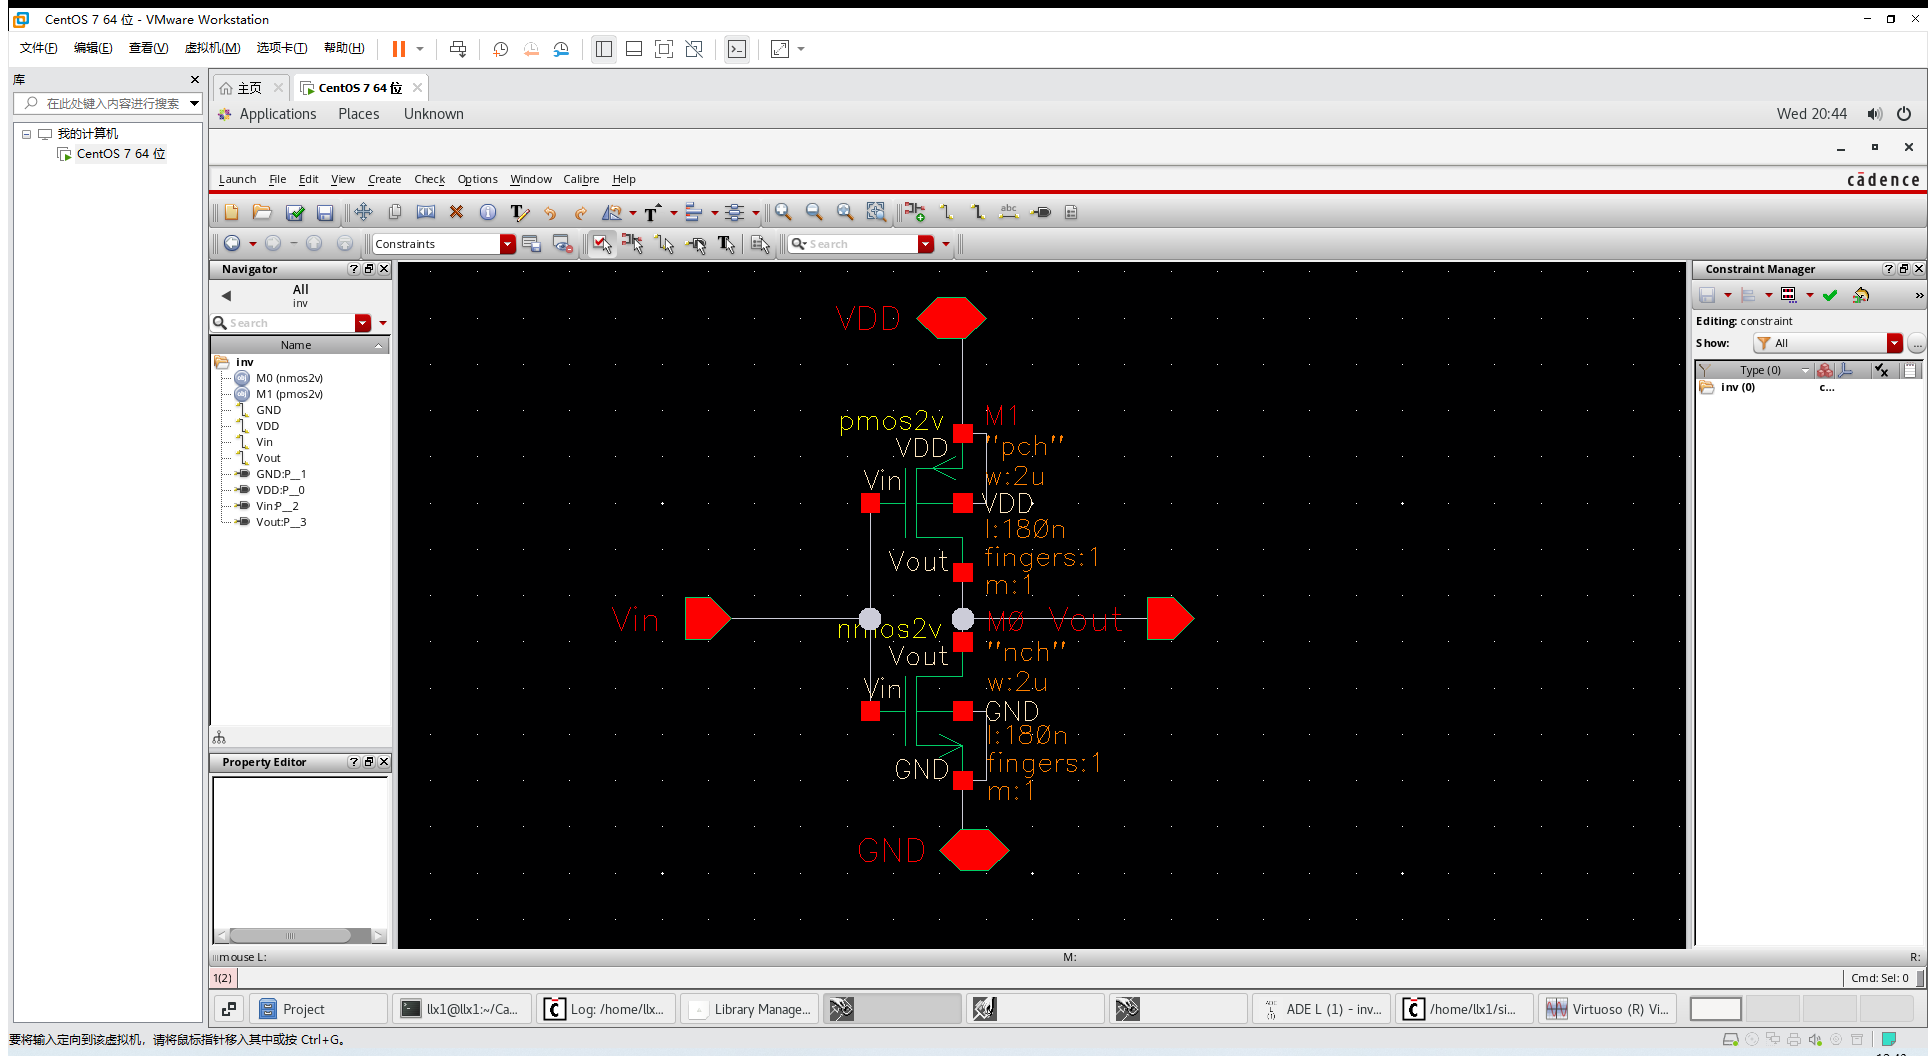 CentOS 7 64 位 - VMware Workstation
文件(F) 编辑(E) 查看(V) 虚拟机(M) 选项卡(T) 帮助(H)
库
在此处键入内容进行搜索
我的计算机
CentOS 7 64 位
主页 CentOS 7 64 位
Applications Places Unknown Wed 20:44
Launch File Edit View Create Check Options Window Calibre Help cādence
abc
Constraints Search
Navigator
All
inv
Search
Name
inv
M0 (nmos2v)
M1 (pmos2v)
GND
VDD
Vin
Vout
GND:P__1
VDD:P__0
Vin:P__2
Vout:P__3
Property Editor
VDD
pmos2v M1
VDD "pch"
Vin w:2u
VDD
l:180n
Vout fingers:1
m:1
Vin M0 Vout
nmos2v
Vout "nch"
Vin w:2u
GND
l:180n
GND fingers:1
m:1
GND
Constraint Manager
Editing: constraint
Show: All
Type (0)
inv (0) c...
mouse L: M: R:
1(2) Cmd: Sel: 0
Project llx1@llx1:~/Ca... Log: /home/llx... Library Manage... ADE L (1) - inv... /home/llx1/si... Virtuoso (R) Vi...
要将输入定向到该虚拟机，请将鼠标指针移入其中或按 Ctrl+G。